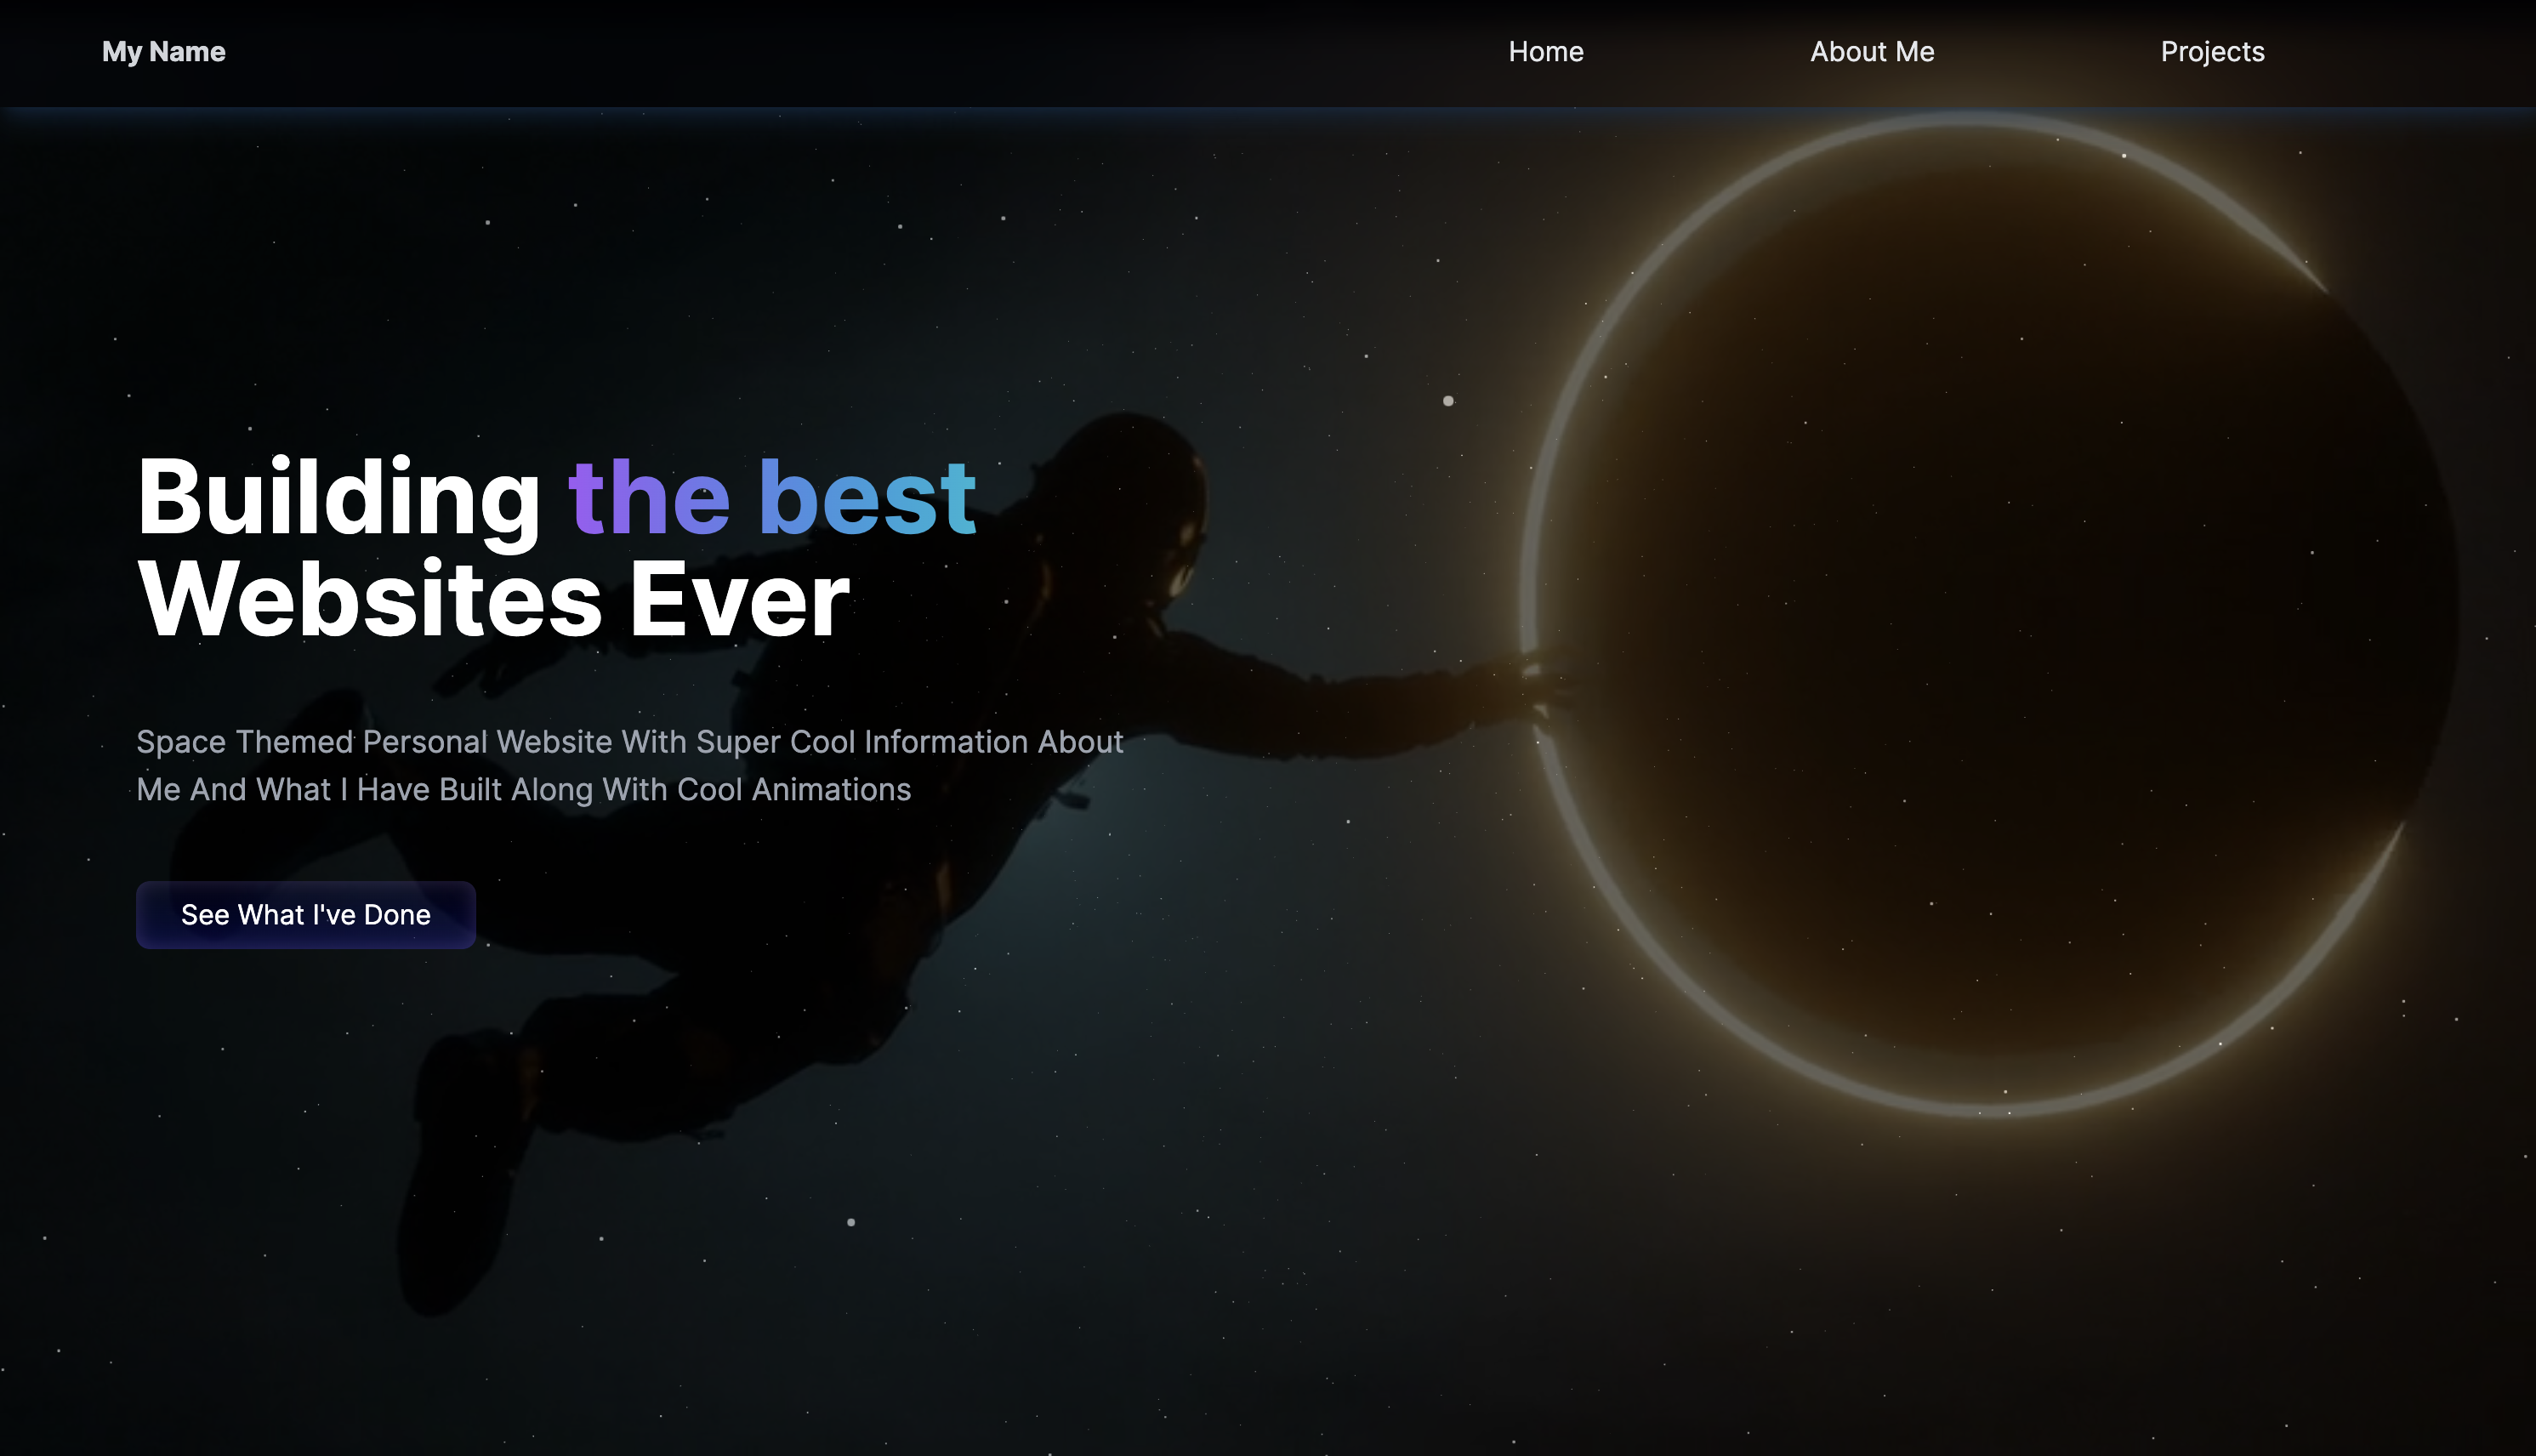 My Name
Home
About Me
Projects
Building the best
Websites Ever
Space Themed Personal Website With Super Cool Information About
Me And What I Have Built Along With Cool Animations
See What I've Done